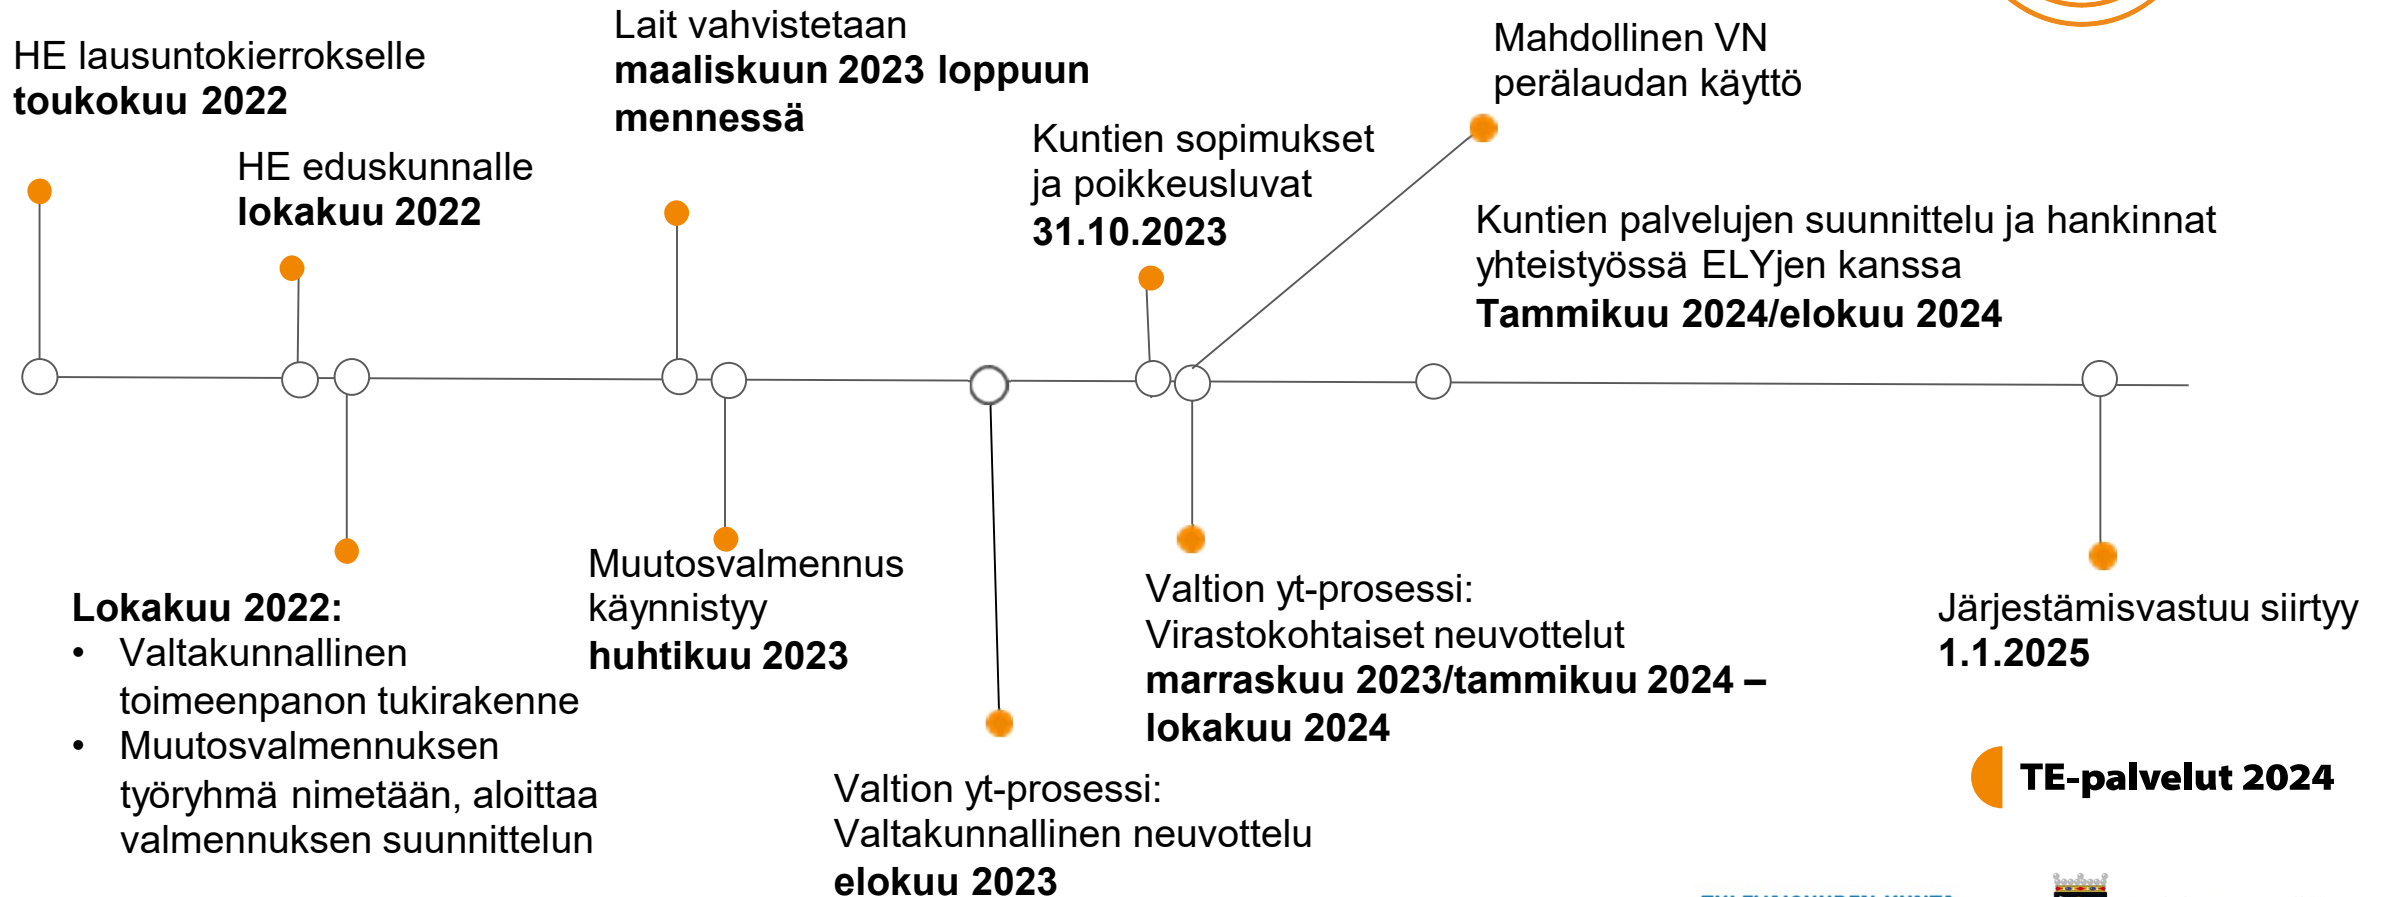 HE lausuntokierrokselle
toukokuu 2022
HE eduskunnalle
lokakuu 2022
Lait vahvistetaan
maaliskuun 2023 loppuun
mennessä
Kuntien sopimukset
ja poikkeusluvat
31.10.2023
Mahdollinen VN
perälaudan käyttö
Kuntien palvelujen suunnittelu ja hankinnat
yhteistyössä ELYjen kanssa
Tammikuu 2024/elokuu 2024
Lokakuu 2022:
• Valtakunnallinen
toimeenpanon tukirakenne
• Muutosvalmennuksen
työryhmä nimetään, aloittaa
valmennuksen suunnittelun
Muutosvalmennus
käynnistyy
huhtikuu 2023
Valtion yt-prosessi:
Valtakunnallinen neuvottelu
elokuu 2023
Valtion yt-prosessi:
Virastokohtaiset neuvottelut
marraskuu 2023/tammikuu 2024 –
lokakuu 2024
Järjestämisvastuu siirtyy
1.1.2025
TE-palvelut 2024